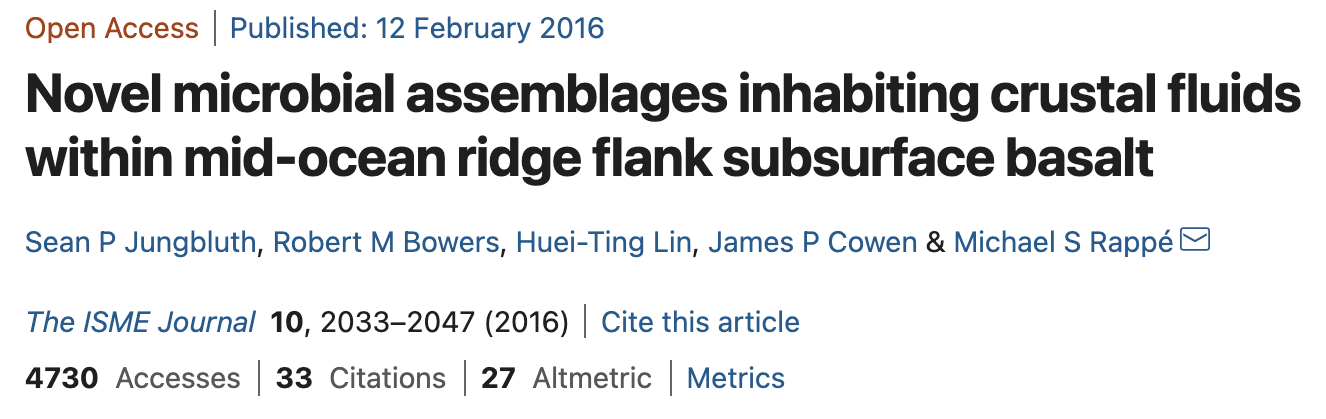 Open Access | Published: 12 February 2016
Novel microbial assemblages inhabiting crustal fluids
within mid-ocean ridge flank subsurface basalt
Sean P Jungbluth, Robert M Bowers, Huei-Ting Lin, James P Cowen & Michael S Rappé
The ISME Journal 10, 2033–2047 (2016) | Cite this article
4730 Accesses | 33 Citations | 27 Altmetric | Metrics